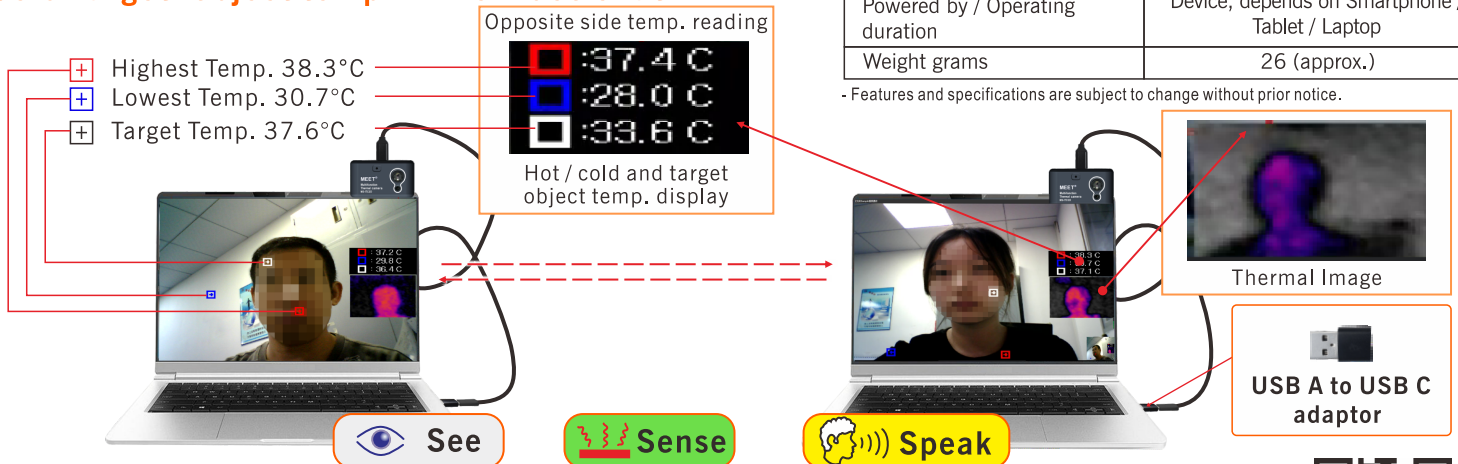 Opposite side temp. reading
:37.4 C
:28.0 C
:33.6 C
Hot / cold and target
object temp. display
Highest Temp. 38.3°C
Lowest Temp. 30.7°C
Target Temp. 37.6°C
Powered by / Operating
duration
Device, depends on Smartphone /
Tablet / Laptop
Weight grams
26 (approx.)
- Features and specifications are subject to change without prior notice.
MEET
: 37.2 C
: 29.8 C
: 36.4 C
MEET
: 38.3 C
: 37.1 C
Thermal Image
USB A to USB C
adaptor
See
Sense
Speak